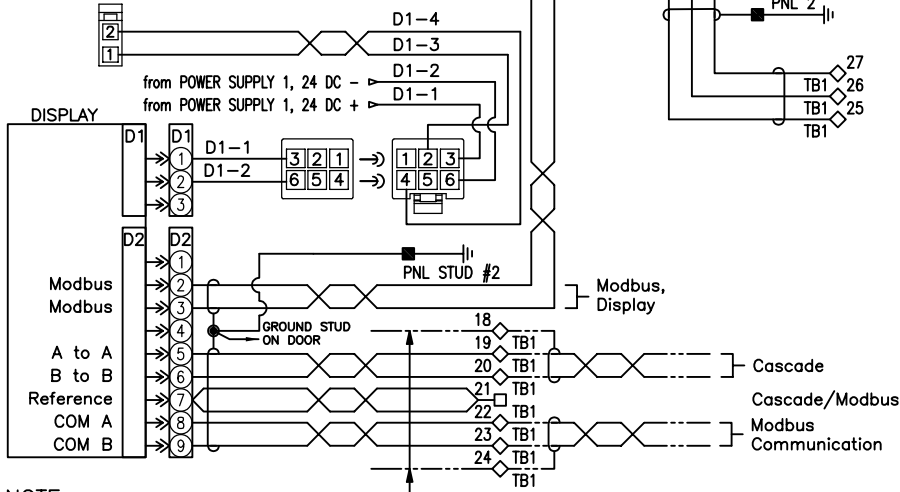 PNL 2
2
1
D1-4
D1-3
D1-2
D1-1
from POWER SUPPLY 1, 24 DC -
from POWER SUPPLY 1, 24 DC +
27
TB1 26
TB1 25
TB1
DISPLAY
D1 D1
1 D1-1
2 D1-2
3
3 2 1
6 5 4
1 2 3
4 5 6
D2 D2
1
PNL STUD #2
Modbus 2
Modbus 3
Modbus,
Display
4
GROUND STUD
ON DOOR
A to A 5
B to B 6
Reference 7
COM A 8
COM B 9
18
19 TB1
20 TB1
21 TB1
22 TB1
23 TB1
24 TB1
TB1
Cascade
Cascade/Modbus
Modbus
Communication